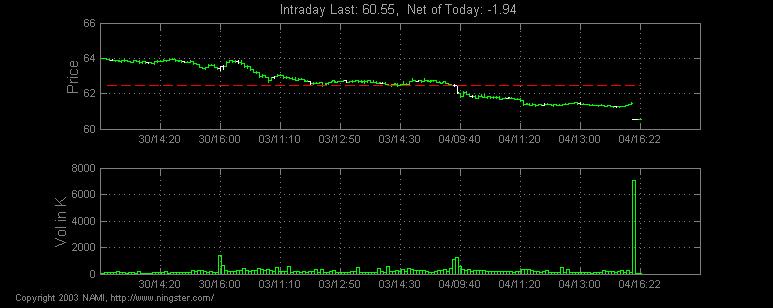 Intraday Last: 60.55, Net of Today: -1.94
66
64
62
60
Price
30/14:20 30/16:00 03/11:10 03/12:50 03/14:30 04/09:40 04/11:20 04/13:00 04/16:22
8000
6000
4000
2000
0
Vol in K
30/14:20 30/16:00 03/11:10 03/12:50 03/14:30 04/09:40 04/11:20 04/13:00 04/16:22
Copyright 2003 NAMI, http://www.ningster.com/